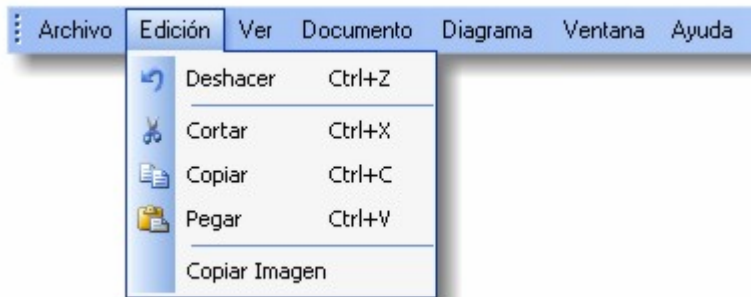 Archivo Edición Ver Documento Diagrama Ventana Ayuda
Deshacer Ctrl+Z
Cortar Ctrl+X
Copiar Ctrl+C
Pegar Ctrl+V
Copiar Imagen